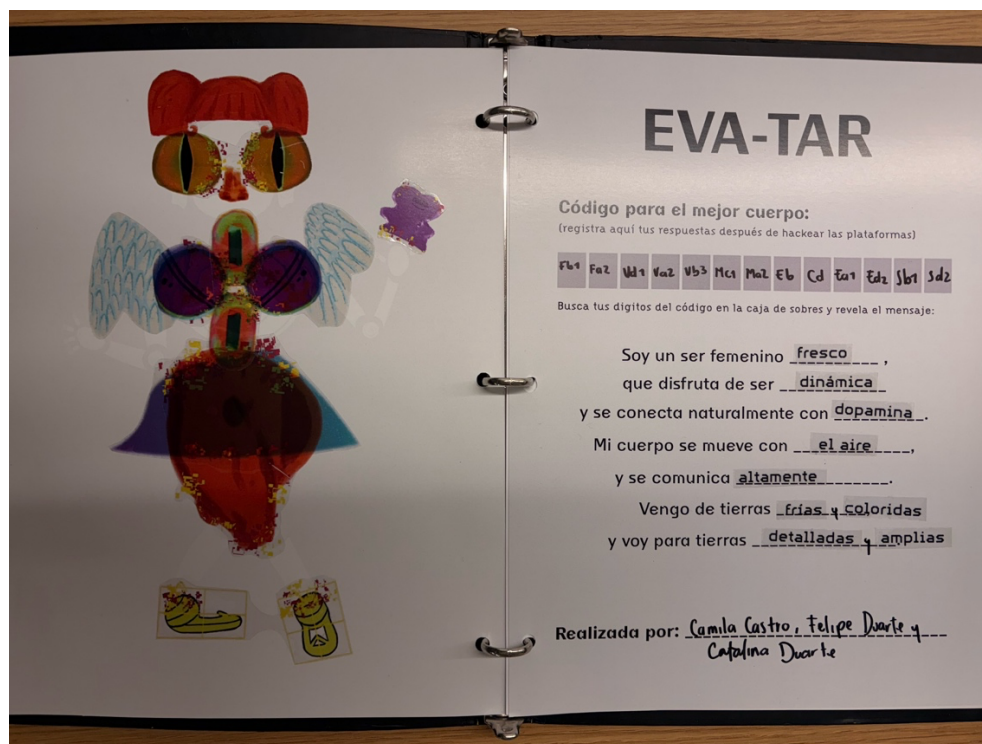 EVA-TAR
Código para el mejor cuerpo:
(registra aquí tus respuestas después de hackear las plataformas)
Fb1 Fa2 Vd1 Va2 Vb3 Mc1 Ma2 Eb Cd Ea1 Ed2 Sb1 Sd2
Busca tus digitos del código en la caja de sobres y revela el mensaje:
Soy un ser femenino fresco,
que disfruta de ser dinámica
y se conecta naturalmente con dopamina.
Mi cuerpo se mueve con el aire,
y se comunica altamente.
Vengo de tierras frías y coloridas
y voy para tierras detalladas y amplias
Realizada por: Camila Castro, Felipe Duarte y
Catalina Duarte